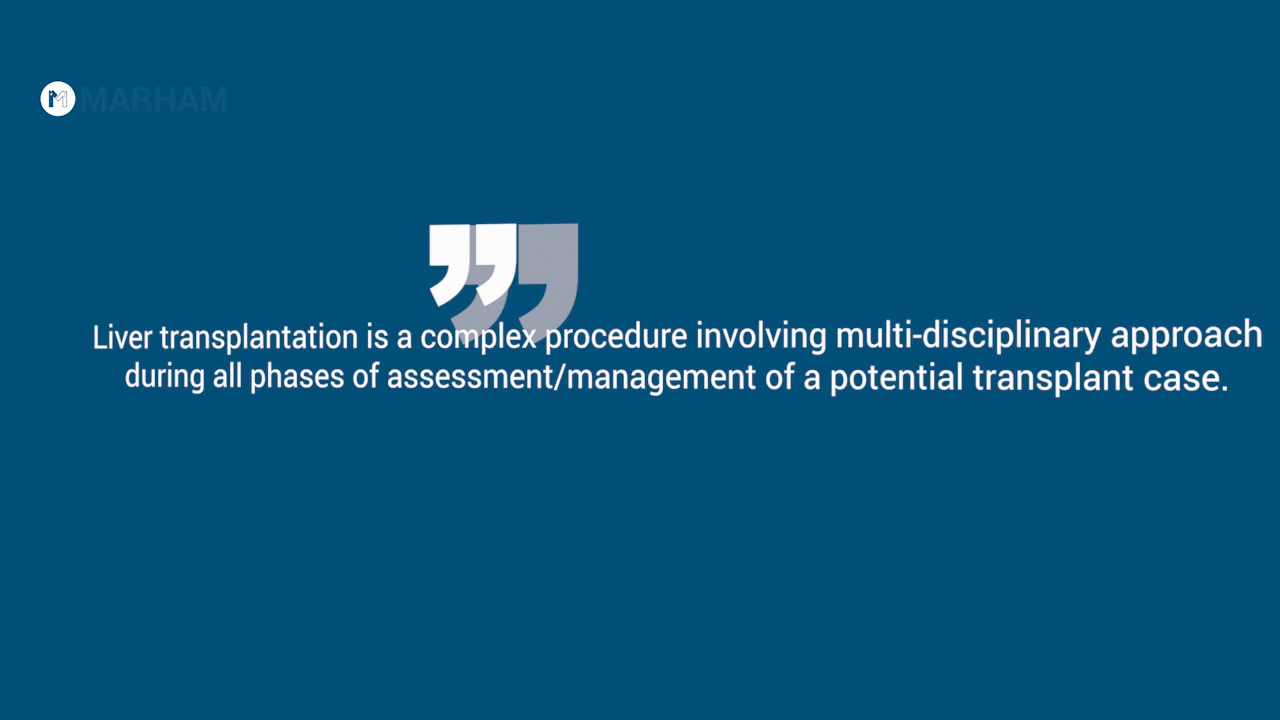 MARHAM
Liver transplantation is a complex procedure involving multi-disciplinary approach
during all phases of assessment/management of a potential transplant case.